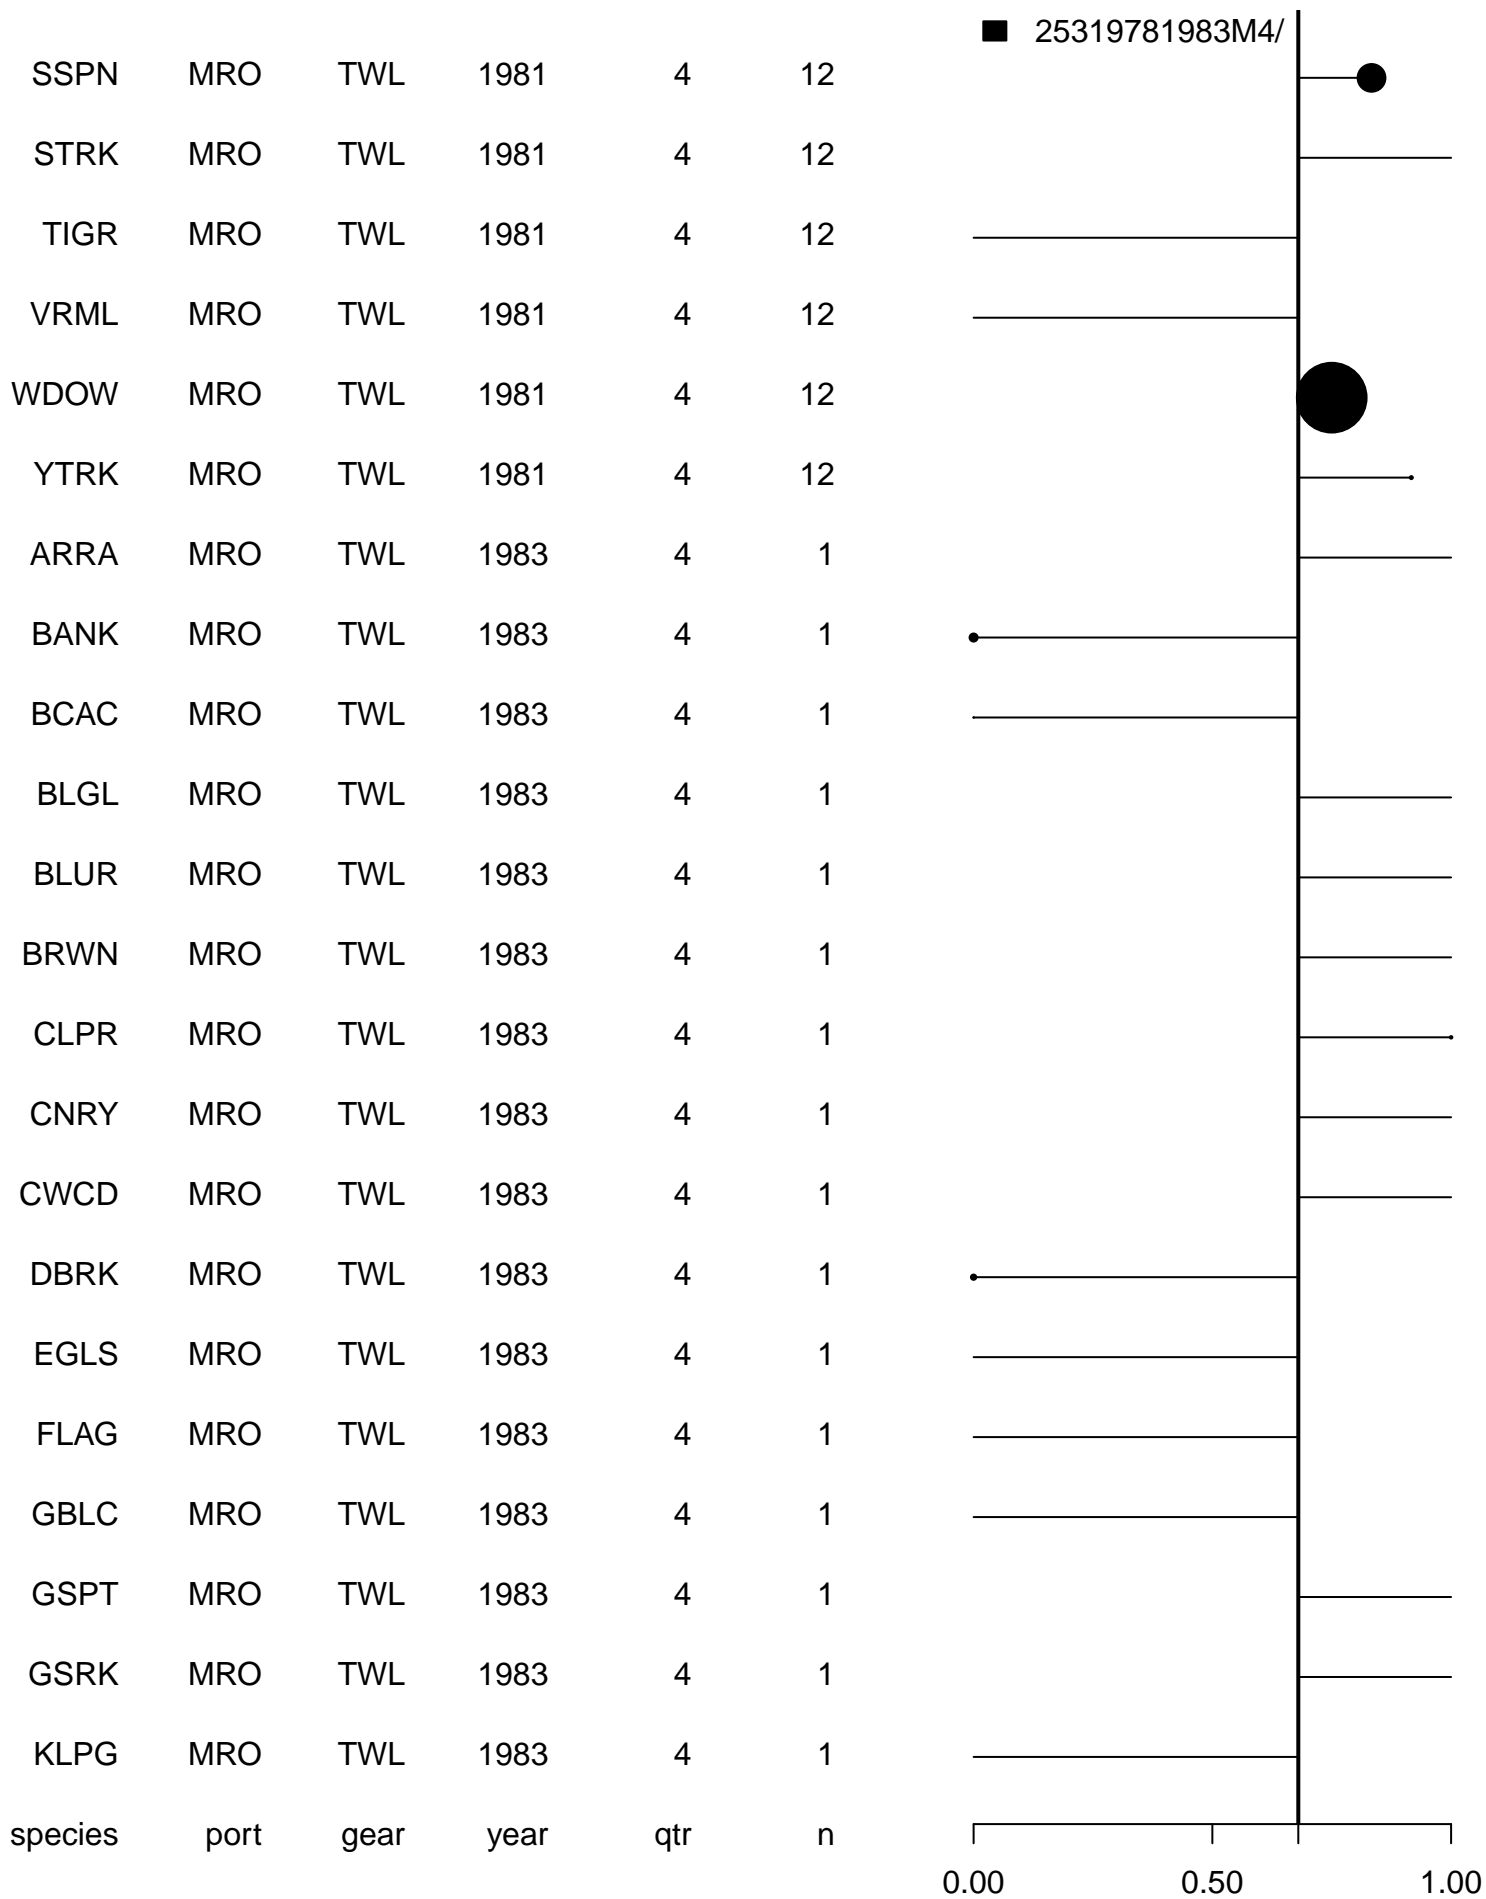 25319781983M4/
SSPN MRO TWL 1981 4 12
STRK MRO TWL 1981 4 12
TIGR MRO TWL 1981 4 12
VRML MRO TWL 1981 4 12
WDOW MRO TWL 1981 4 12
YTRK MRO TWL 1981 4 12
ARRA MRO TWL 1983 4 1
BANK MRO TWL 1983 4 1
BCAC MRO TWL 1983 4 1
BLGL MRO TWL 1983 4 1
BLUR MRO TWL 1983 4 1
BRWN MRO TWL 1983 4 1
CLPR MRO TWL 1983 4 1
CNRY MRO TWL 1983 4 1
CWCD MRO TWL 1983 4 1
DBRK MRO TWL 1983 4 1
EGLS MRO TWL 1983 4 1
FLAG MRO TWL 1983 4 1
GBLC MRO TWL 1983 4 1
GSPT MRO TWL 1983 4 1
GSRK MRO TWL 1983 4 1
KLPG MRO TWL 1983 4 1
species port gear year qtr n
0.00 0.50 1.00